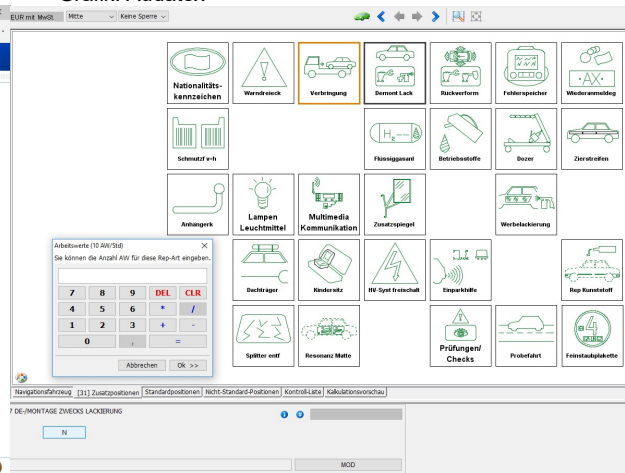 EUR mit MwSt. Mitte Keine Sperre
Nationalitäts-
kennzeichen
Warndreieck
Verbringung
Demont Lack
Rückverform
Fehlerspeicher
·AX·
Wiederanmeldeg
Schmutzf v+h
H₂
Flüssiggasanl
Betriebsstoffe
Dozer
Zierstreifen
Anhängerk
Lampen
Leuchtmittel
Multimedia
Kommunikation
Zusatzspiegel
Werbelackierung
Dachträger
Kindersitz
HV-Syst freischalt
Einparkhilfe
Rep Kunststoff
Splitter entf
Resonanz Matte
Prüfungen/
Checks
Probefahrt
4
Feinstaubplakette
Arbeitswerte (10 AW/Std)
Sie können die Anzahl AW für diese Rep-Art eingeben.
7 8 9 DEL CLR
4 5 6 * /
1 2 3 + -
0 , =
Abbrechen Ok >>
Navigationsfahrzeug [31] Zusatzpositionen Standardpositionen Nicht-Standard-Positionen Kontroll-Liste Kalkulationsvorschau
7 DE-/MONTAGE ZWECKS LACKIERUNG
N
MOD